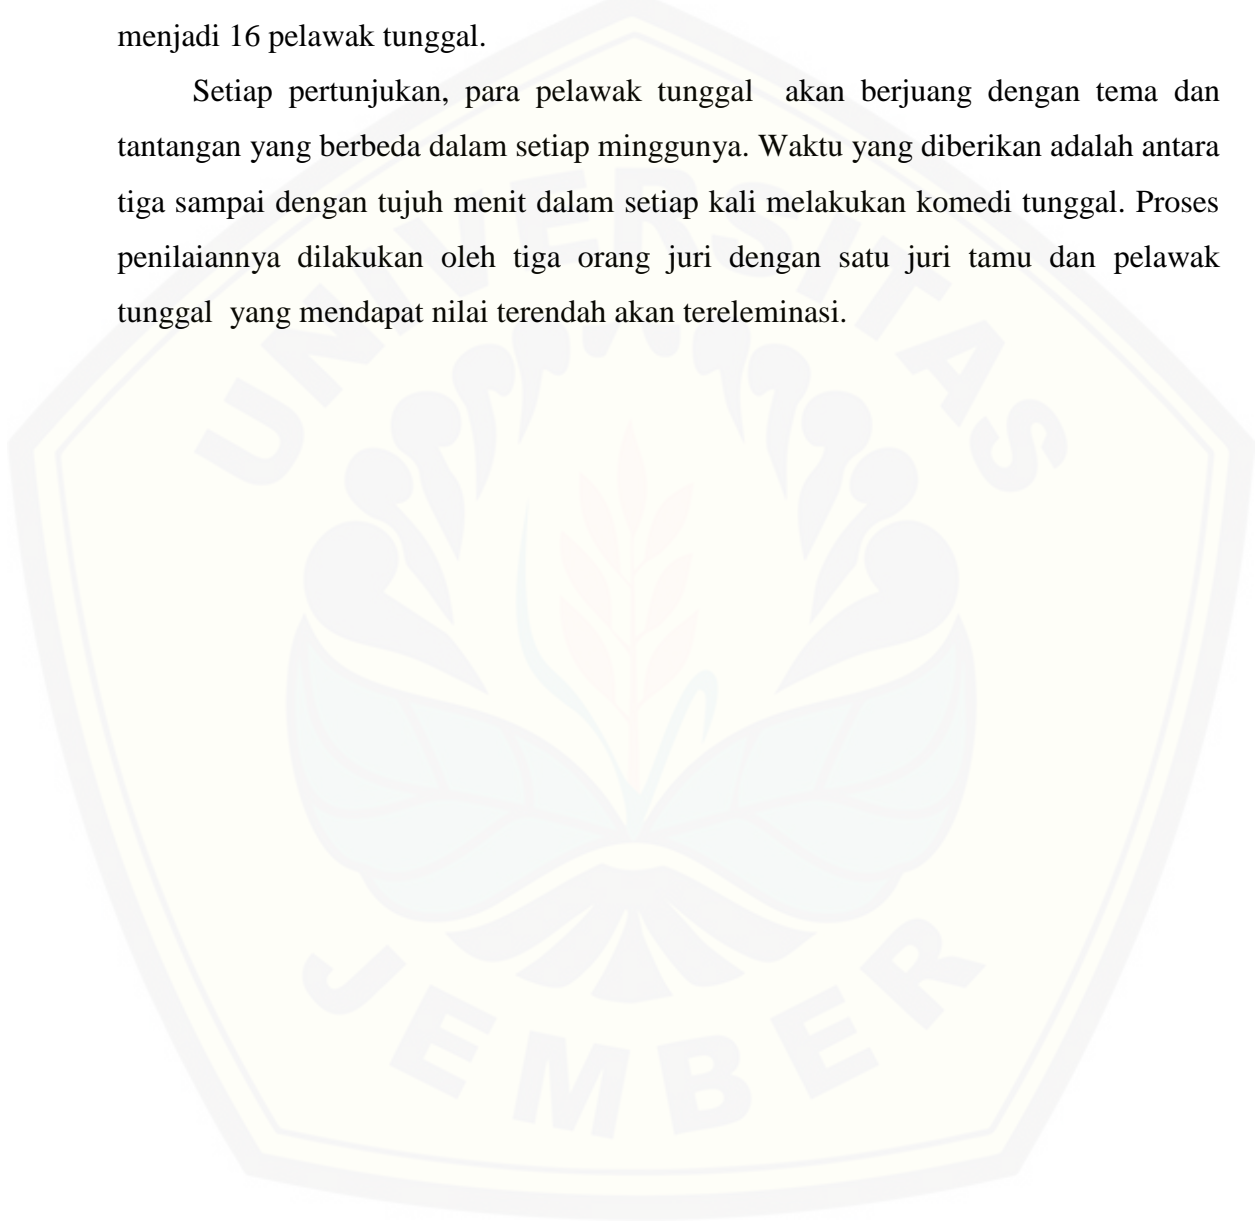 menjadi 16 pelawak tunggal.
Setiap pertunjukan, para pelawak tunggal akan berjuang dengan tema dan
tantangan yang berbeda dalam setiap minggunya. Waktu yang diberikan adalah antara
tiga sampai dengan tujuh menit dalam setiap kali melakukan komedi tunggal. Proses
penilaiannya dilakukan oleh tiga orang juri dengan satu juri tamu dan pelawak
tunggal yang mendapat nilai terendah akan tereleminasi.
UNIVERSITAS
JEMBER